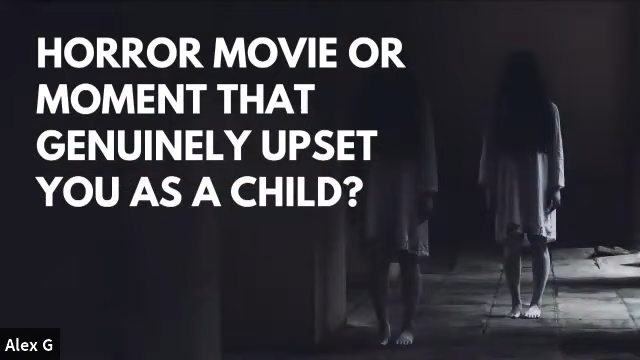 HORROR MOVIE OR
MOMENT THAT
GENUINELY UPSET
YOU AS A CHILD?
Alex G